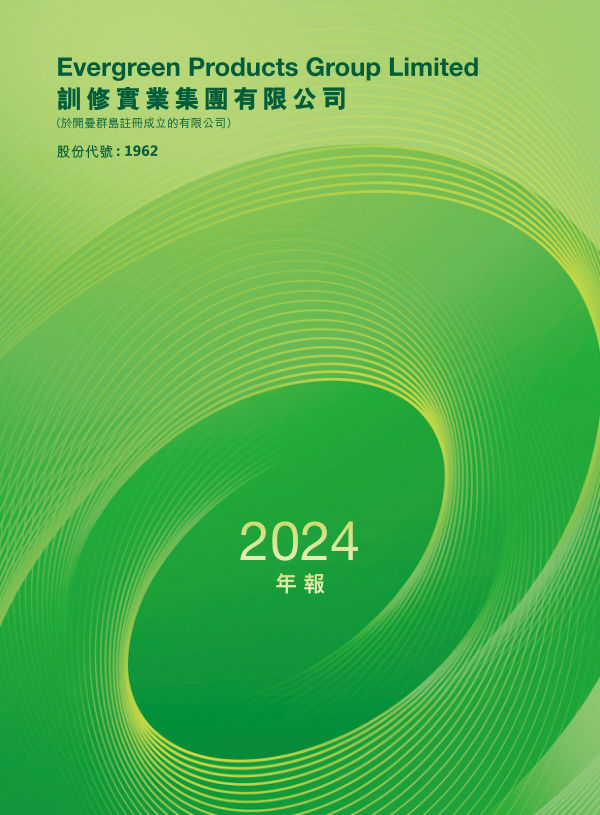 Evergreen Products Group Limited
訓修實業集團有限公司
(於開曼群島註冊成立的有限公司)
股份代號 : 1962
2024
年報